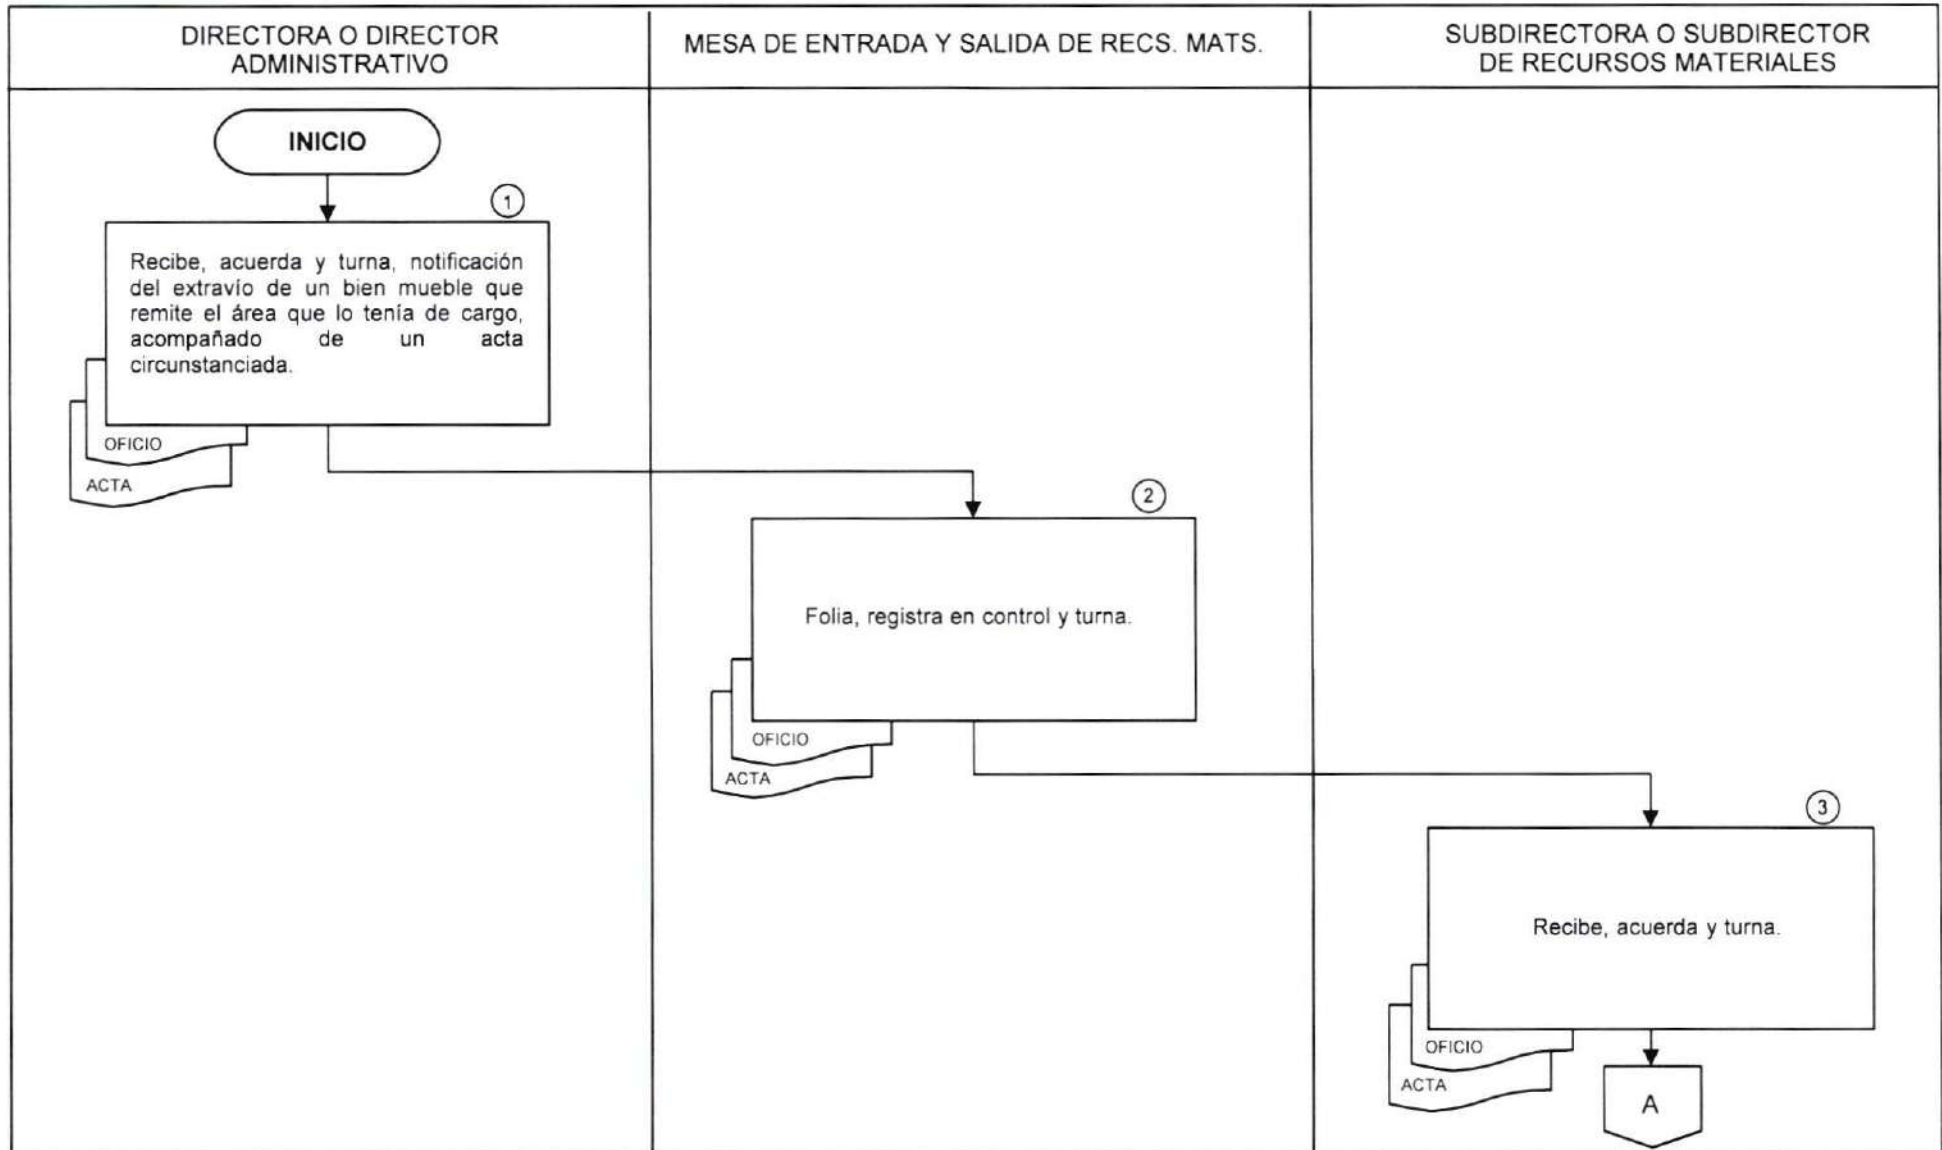 DIRECTORA O DIRECTOR
ADMINISTRATIVO
MESA DE ENTRADA Y SALIDA DE RECS. MATS.
SUBDIRECTORA O SUBDIRECTOR
DE RECURSOS MATERIALES
INICIO
1
Recibe, acuerda y turna, notificación
del extravío de un bien mueble que
remite el área que lo tenía de cargo,
acompañado de un acta
circunstanciada.
OFICIO
ACTA
2
Folia, registra en control y turna.
OFICIO
ACTA
3
Recibe, acuerda y turna.
OFICIO
ACTA
A